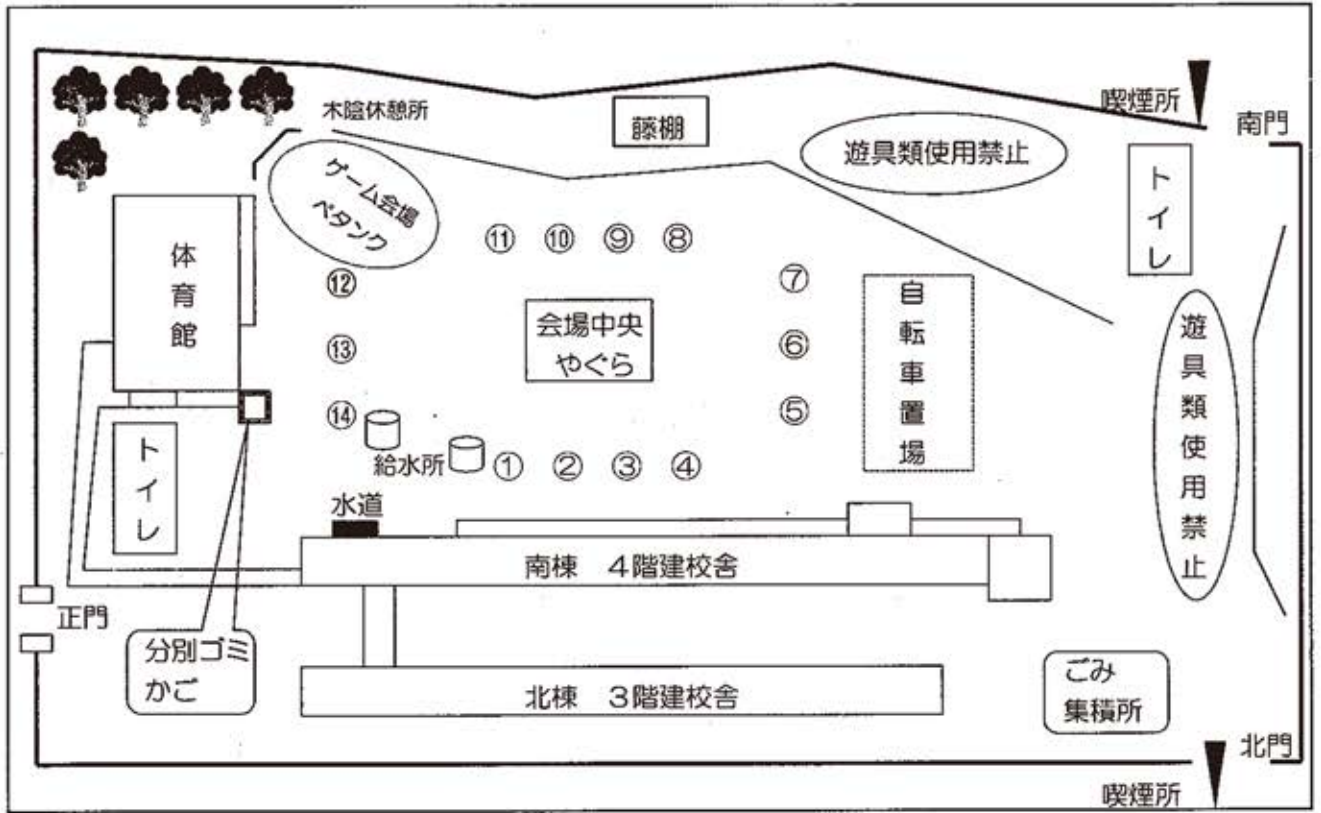 喫煙所
南門
木陰休憩所
藤棚
遊具類使用禁止
トイレ
ゲーム会場
ペタンク
⑪ ⑩ ⑨ ⑧
体育館
⑫
⑦
自転車置場
会場中央
やぐら
⑬
⑥
遊具類使用禁止
⑭
⑤
給水所
① ② ③ ④
トイレ
水道
南棟 4階建校舎
正門
分別ゴミ
かご
北棟 3階建校舎
ごみ
集積所
北門
喫煙所